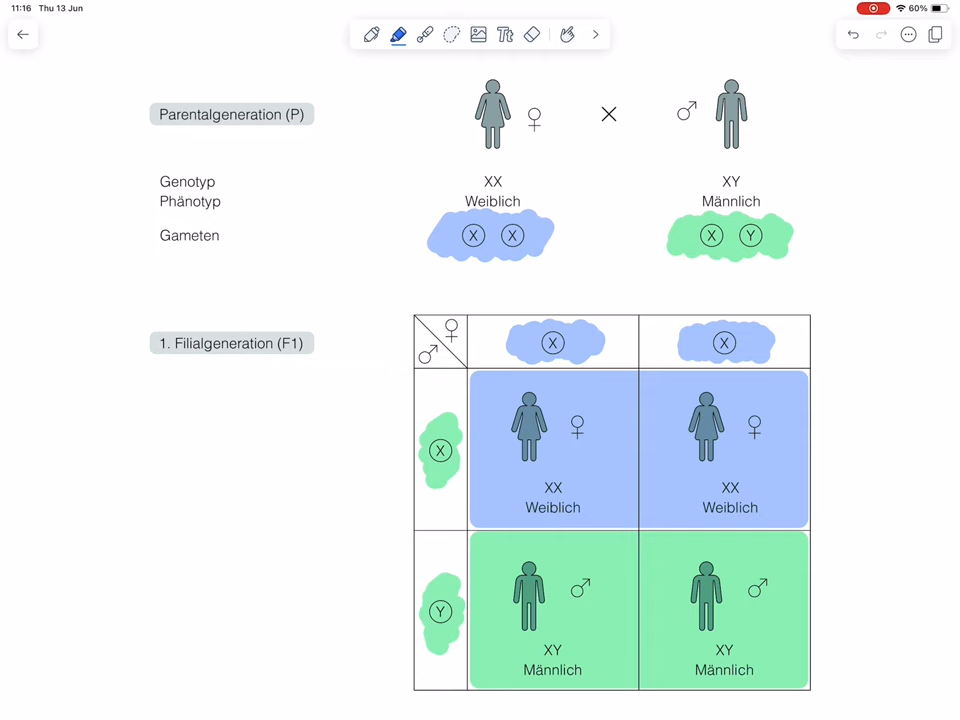 11:16 Thu 13 Jun 60%
Tt
Parentalgeneration (P)
♀ × ♂
Genotyp XX XY
Phänotyp Weiblich Männlich
Gameten X X X Y
1. Filialgeneration (F1) ♀ ♂ X X
X ♀ ♀
XX XX
Weiblich Weiblich
Y ♂ ♂
XY XY
Männlich Männlich